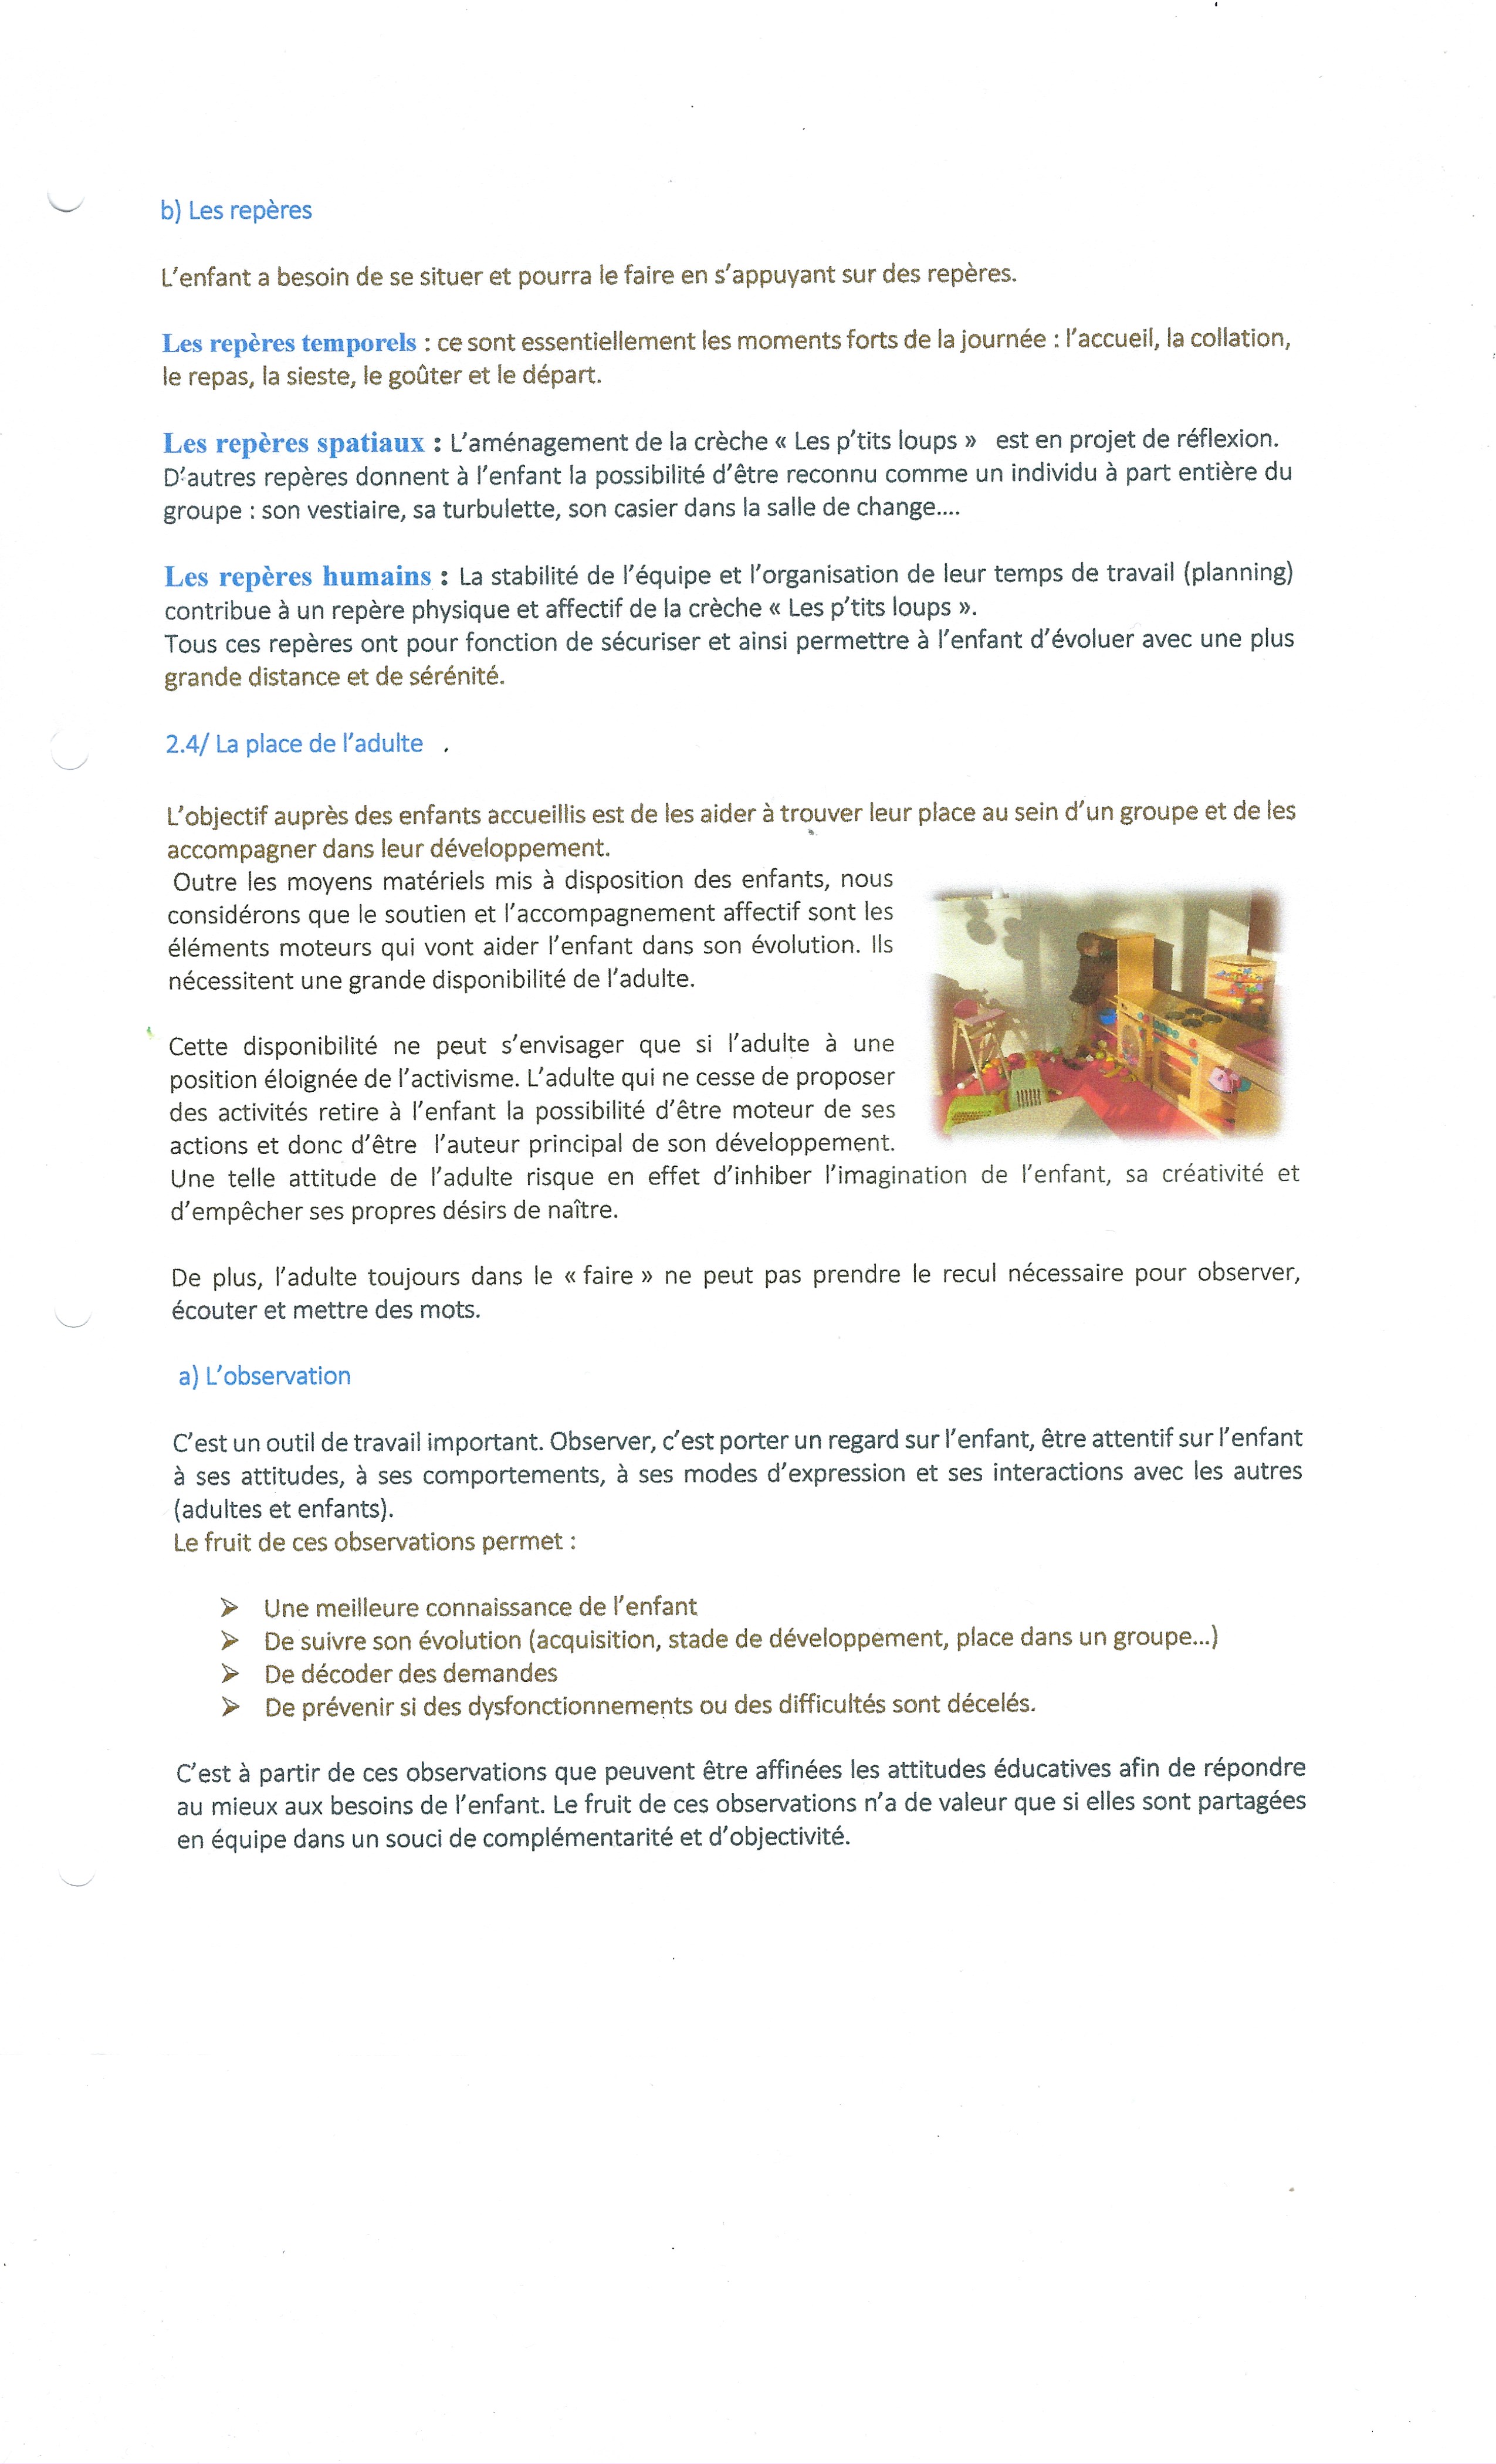 b) Les repères
L'enfant a besoin de se situer et pourra le faire en s'appuyant sur des repères.
Les repères temporels : ce sont essentiellement les moments forts de la journée : l'accueil, la collation,
le repas, la sieste, le goûter et le départ.
Les repères spatiaux : L'aménagement de la crèche « Les p'tits loups » est en projet de réflexion.
D'autres repères donnent à l'enfant la possibilité d'être reconnu comme un individu à part entière du
groupe : son vestiaire, sa turbulette, son casier dans la salle de change....
Les repères humains : La stabilité de l'équipe et l'organisation de leur temps de travail (planning)
contribue à un repère physique et affectif de la crèche « Les p'tits loups ».
Tous ces repères ont pour fonction de sécuriser et ainsi permettre à l'enfant d'évoluer avec une plus
grande distance et de sérénité.
2.4/ La place de l'adulte .
L'objectif auprès des enfants accueillis est de les aider à trouver leur place au sein d'un groupe et de les
accompagner dans leur développement.
Outre les moyens matériels mis à disposition des enfants, nous
considérons que le soutien et l'accompagnement affectif sont les
éléments moteurs qui vont aider l'enfant dans son évolution. Ils
nécessitent une grande disponibilité de l'adulte.
Cette disponibilité ne peut s'envisager que si l'adulte à une
position éloignée de l'activisme. L'adulte qui ne cesse de proposer
des activités retire à l'enfant la possibilité d'être moteur de ses
actions et donc d'être l'auteur principal de son développement.
Une telle attitude de l'adulte risque en effet d'inhiber l'imagination de l'enfant, sa créativité et
d'empêcher ses propres désirs de naître.
De plus, l'adulte toujours dans le « faire » ne peut pas prendre le recul nécessaire pour observer,
écouter et mettre des mots.
a) L'observation
C'est un outil de travail important. Observer, c'est porter un regard sur l'enfant, être attentif sur l'enfant
à ses attitudes, à ses comportements, à ses modes d'expression et ses interactions avec les autres
(adultes et enfants).
Le fruit de ces observations permet :
➢ Une meilleure connaissance de l'enfant
➢ De suivre son évolution (acquisition, stade de développement, place dans un groupe...)
➢ De décoder des demandes
➢ De prévenir si des dysfonctionnements ou des difficultés sont décelés.
C'est à partir de ces observations que peuvent être affinées les attitudes éducatives afin de répondre
au mieux aux besoins de l'enfant. Le fruit de ces observations n'a de valeur que si elles sont partagées
en équipe dans un souci de complémentarité et d'objectivité.